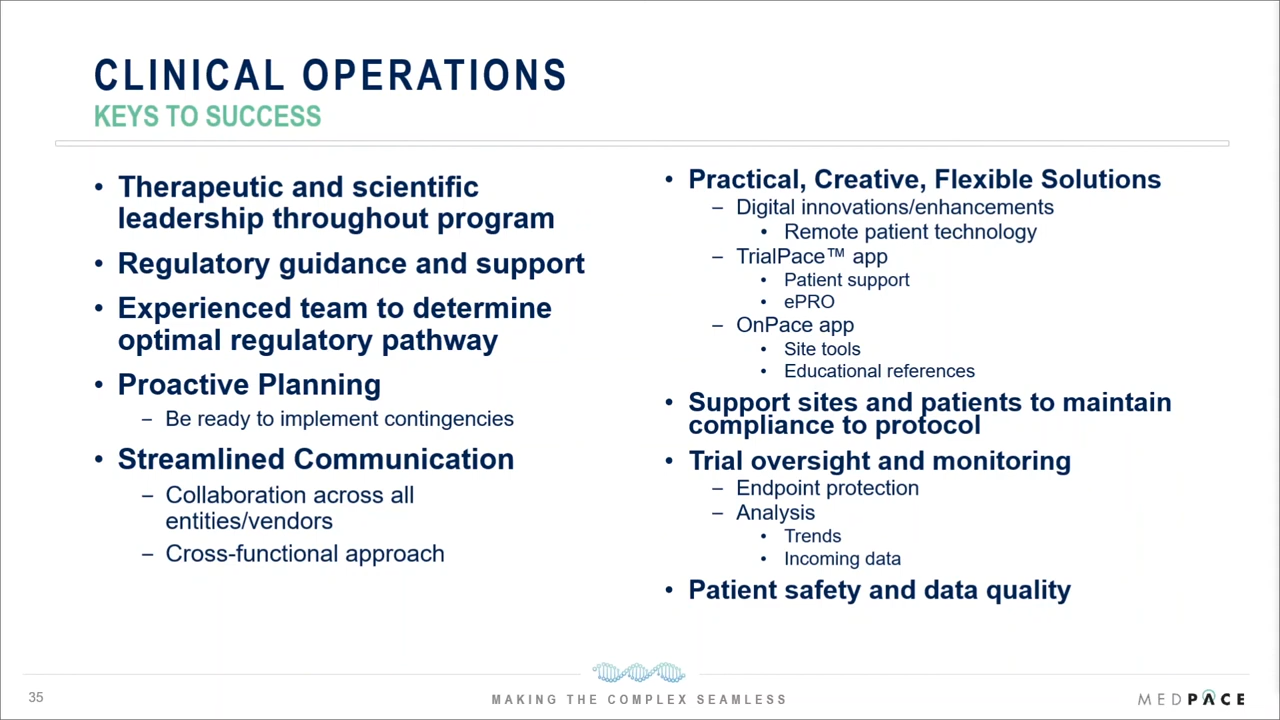 CLINICAL OPERATIONS
KEYS TO SUCCESS
• Therapeutic and scientific
leadership throughout program
• Regulatory guidance and support
• Experienced team to determine
optimal regulatory pathway
• Proactive Planning
– Be ready to implement contingencies
• Streamlined Communication
– Collaboration across all
entities/vendors
– Cross-functional approach
• Practical, Creative, Flexible Solutions
– Digital innovations/enhancements
• Remote patient technology
– TrialPace™ app
• Patient support
• ePRO
– OnPace app
• Site tools
• Educational references
• Support sites and patients to maintain
compliance to protocol
• Trial oversight and monitoring
– Endpoint protection
– Analysis
• Trends
• Incoming data
• Patient safety and data quality
35
MAKING THE COMPLEX SEAMLESS
MEDPACE